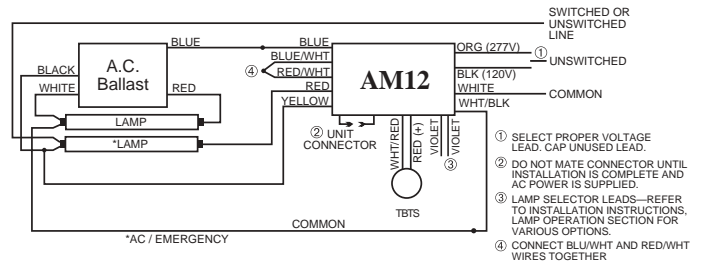 SWITCHED OR
UNSWITCHED
LINE
BLUE
BLUE
ORG (277V)
①
BLUE/WHT
UNSWITCHED
A.C.
Ballast
④
RED/WHT
AM12
BLK (120V)
BLACK
WHITE
RED
RED
WHITE
COMMON
YELLOW
WHT/BLK
LAMP
*LAMP
② UNIT
CONNECTOR
WHT/RED
RED (+)
VIOLET
VIOLET
③
TBTS
COMMON
*AC / EMERGENCY
① SELECT PROPER VOLTAGE
LEAD. CAP UNUSED LEAD.
② DO NOT MATE CONNECTOR UNTIL
INSTALLATION IS COMPLETE AND
AC POWER IS SUPPLIED.
③ LAMP SELECTOR LEADS—REFER
TO INSTALLATION INSTRUCTIONS,
LAMP OPERATION SECTION FOR
VARIOUS OPTIONS.
④ CONNECT BLU/WHT AND RED/WHT
WIRES TOGETHER